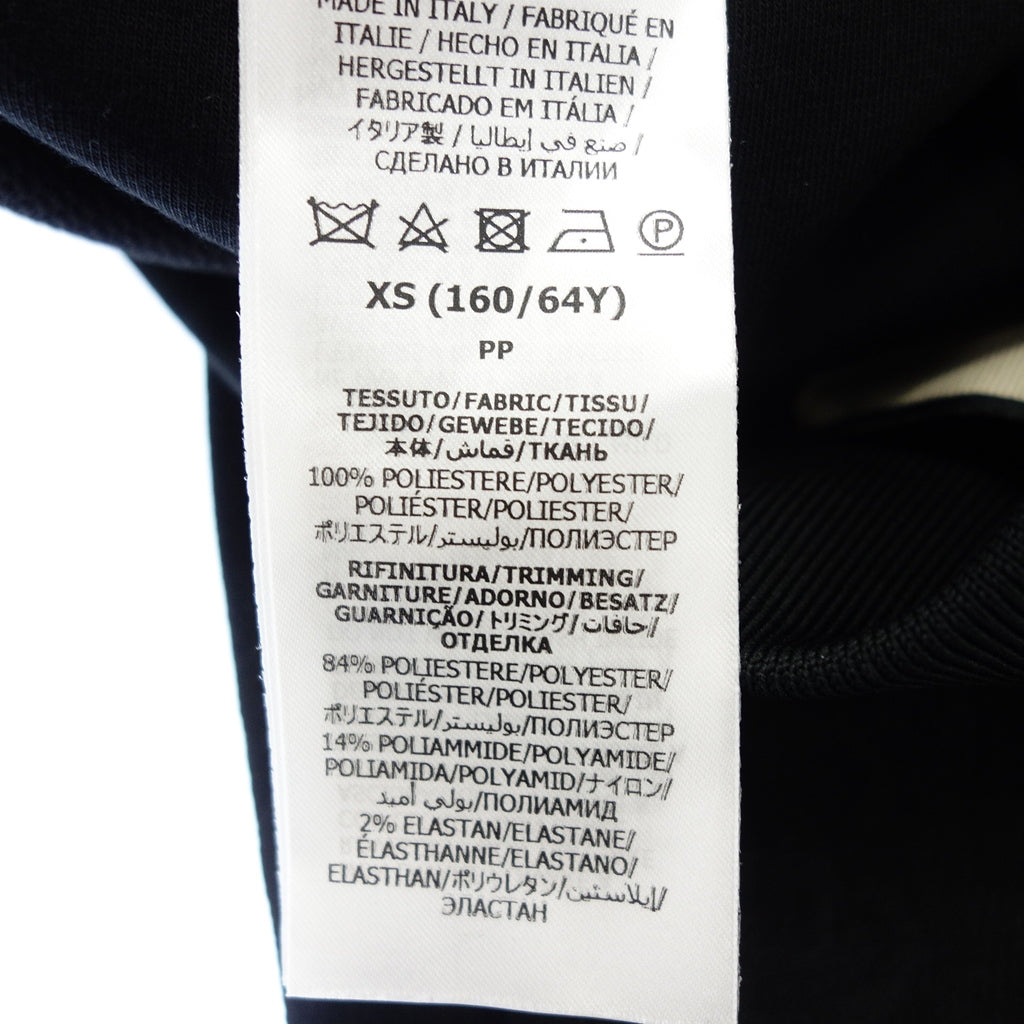 MADE IN ITALY / FABRIQUÉ EN
ITALIE / HECHO EN ITALIA /
HERGESTELLT IN ITALIEN /
FABRICADO EM ITÁLIA /
イタリア製 / صنع في إيطاليا /
СДЕЛАНО В ИТАЛИИ
P
XS (160/64Y)
PP
TESSUTO/FABRIC/TISSU/
TEJIDO/GEWEBE/TECIDO/
本体/قماش/ТКАНЬ
100% POLIESTERE/POLYESTER/
POLIÉSTER/POLIESTER/
ポリエステル/بوليستر/ПОЛИЭСТЕР
RIFINITURA/TRIMMING/
GARNITURE/ADORNO/BESATZ/
GUARNIÇÃO/トリミング/حافات/
ОТДЕЛКА
84% POLIESTERE/POLYESTER/
POLIÉSTER/POLIESTER/
ポリエステル/بوليستر/ПОЛИЭСТЕР
14% POLIAMMIDE/POLYAMIDE/
POLIAMIDA/POLYAMID/ナイロン/
بولي أميد/ПОЛИАМИД
2% ELASTAN/ELASTANE/
ÉLASTHANNE/ELASTANO/
ELASTHAN/ポリウレタン/إيلاستين/
ЭЛАСТАН